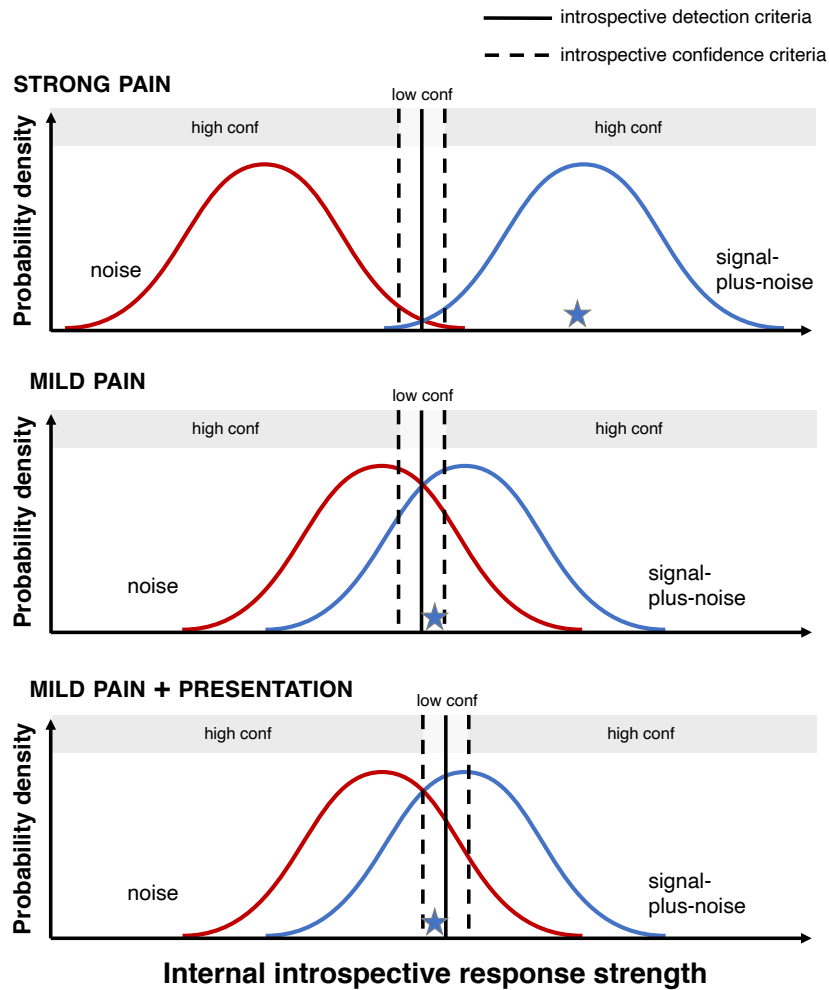 introspective detection criteria
introspective confidence criteria
STRONG PAIN
low conf
high conf
high conf
Probability density
noise
signal-
plus-noise
MILD PAIN
low conf
high conf
high conf
Probability density
noise
signal-
plus-noise
MILD PAIN + PRESENTATION
low conf
high conf
high conf
Probability density
noise
signal-
plus-noise
Internal introspective response strength